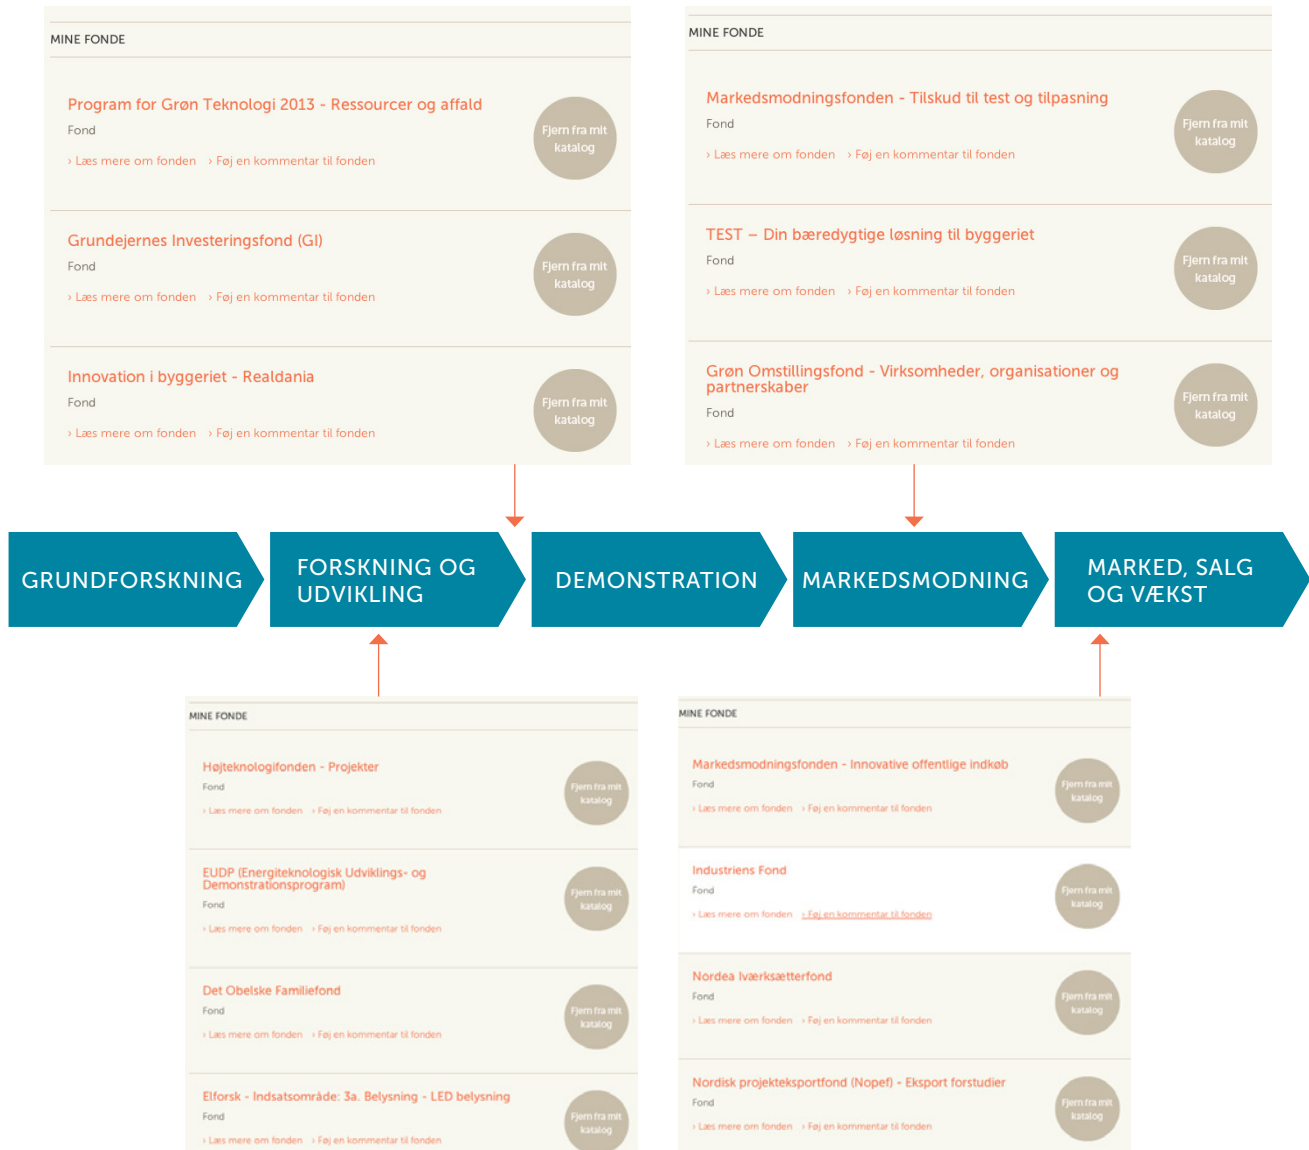 MINE FONDE
Program for Grøn Teknologi 2013 - Ressourcer og affald
Fond
› Læs mere om fonden › Føj en kommentar til fonden
Fjern fra mit
katalog
Grundejernes Investeringsfond (GI)
Fond
› Læs mere om fonden › Føj en kommentar til fonden
Fjern fra mit
katalog
Innovation i byggeriet - Realdania
Fond
› Læs mere om fonden › Føj en kommentar til fonden
Fjern fra mit
katalog
MINE FONDE
Markedsmodningsfonden - Tilskud til test og tilpasning
Fond
› Læs mere om fonden › Føj en kommentar til fonden
Fjern fra mit
katalog
TEST – Din bæredygtige løsning til byggeriet
Fond
› Læs mere om fonden › Føj en kommentar til fonden
Fjern fra mit
katalog
Grøn Omstillingsfond - Virksomheder, organisationer og
partnerskaber
Fond
› Læs mere om fonden › Føj en kommentar til fonden
Fjern fra mit
katalog
GRUNDFORSKNING
FORSKNING OG
UDVIKLING
DEMONSTRATION
MARKEDSMODNING
MARKED, SALG
OG VÆKST
MINE FONDE
Højteknologifonden - Projekter
Fond
› Læs mere om fonden › Føj en kommentar til fonden
Fjern fra mit
katalog
EUDP (Energiteknologisk Udviklings- og
Demonstrationsprogram)
Fond
› Læs mere om fonden › Føj en kommentar til fonden
Fjern fra mit
katalog
Det Obelske Familiefond
Fond
› Læs mere om fonden › Føj en kommentar til fonden
Fjern fra mit
katalog
Elforsk - Indsatsområde: 3a. Belysning - LED belysning
Fond
› Læs mere om fonden › Føj en kommentar til fonden
Fjern fra mit
katalog
MINE FONDE
Markedsmodningsfonden - Innovative offentlige indkøb
Fond
› Læs mere om fonden › Føj en kommentar til fonden
Fjern fra mit
katalog
Industriens Fond
Fond
› Læs mere om fonden › Føj en kommentar til fonden
Fjern fra mit
katalog
Nordea Iværksætterfond
Fond
› Læs mere om fonden › Føj en kommentar til fonden
Fjern fra mit
katalog
Nordisk projekteksportfond (Nopef) - Eksport forstudier
Fond
› Læs mere om fonden › Føj en kommentar til fonden
Fjern fra mit
katalog